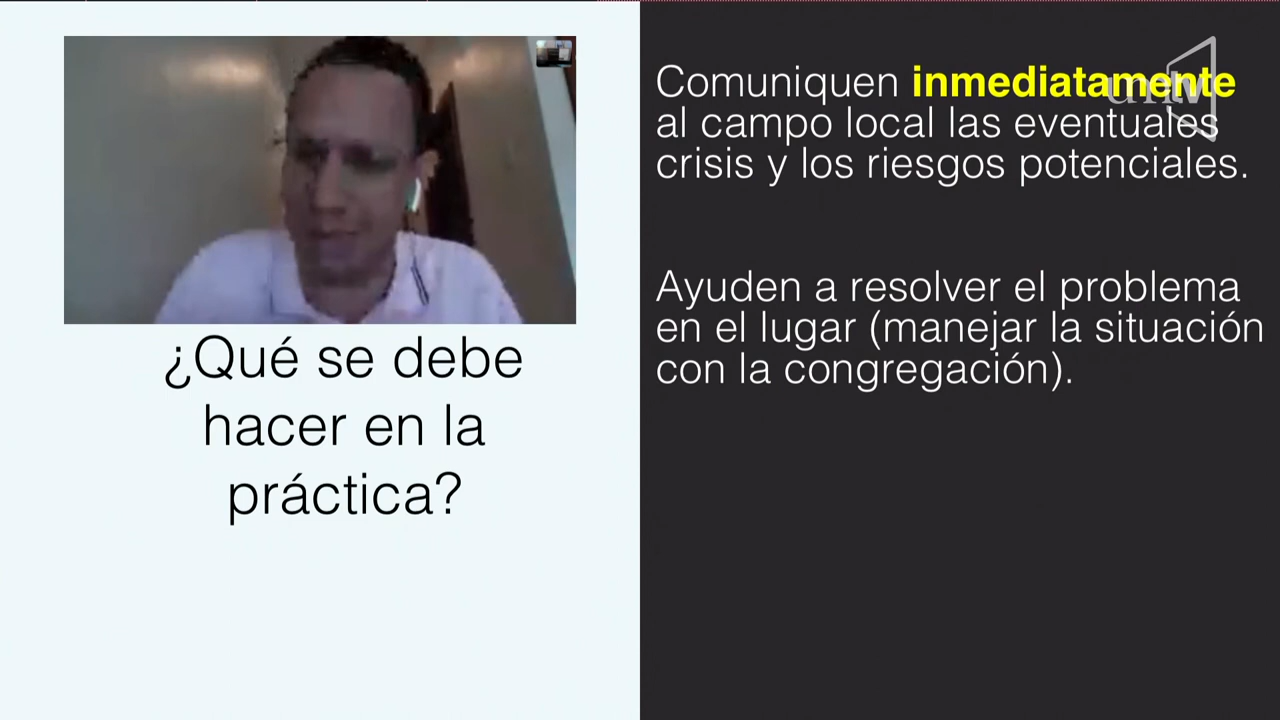 ¿Qué se debe
hacer en la
práctica?
Comuniquen inmediatamente
al campo local las eventuales
crisis y los riesgos potenciales.
Ayuden a resolver el problema
en el lugar (manejar la situación
con la congregación).